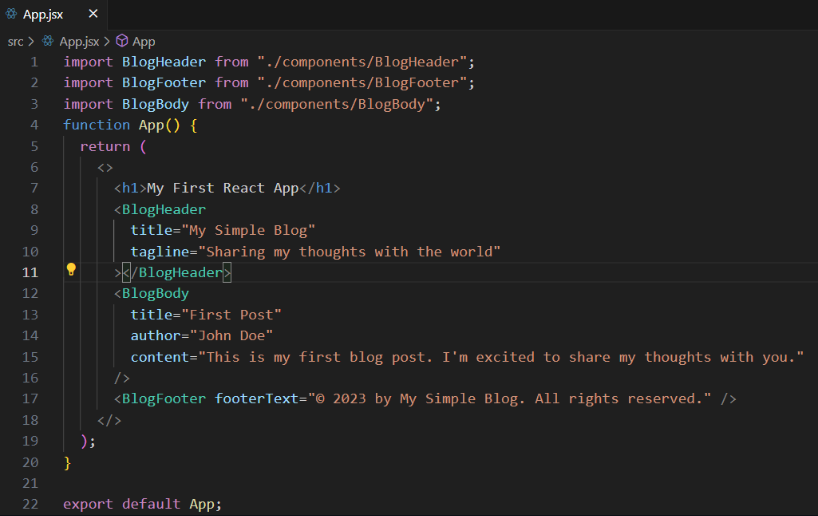 App.jsx ×
src > App.jsx > App
1 import BlogHeader from "./components/BlogHeader";
2 import BlogFooter from "./components/BlogFooter";
3 import BlogBody from "./components/BlogBody";
4 function App() {
5   return (
6     <>
7       <h1>My First React App</h1>
8       <BlogHeader
9         title="My Simple Blog"
10         tagline="Sharing my thoughts with the world"
11       ></BlogHeader>
12       <BlogBody
13         title="First Post"
14         author="John Doe"
15         content="This is my first blog post. I'm excited to share my thoughts with you."
16       />
17       <BlogFooter footerText="© 2023 by My Simple Blog. All rights reserved." />
18     </>
19   );
20 }
21
22 export default App;